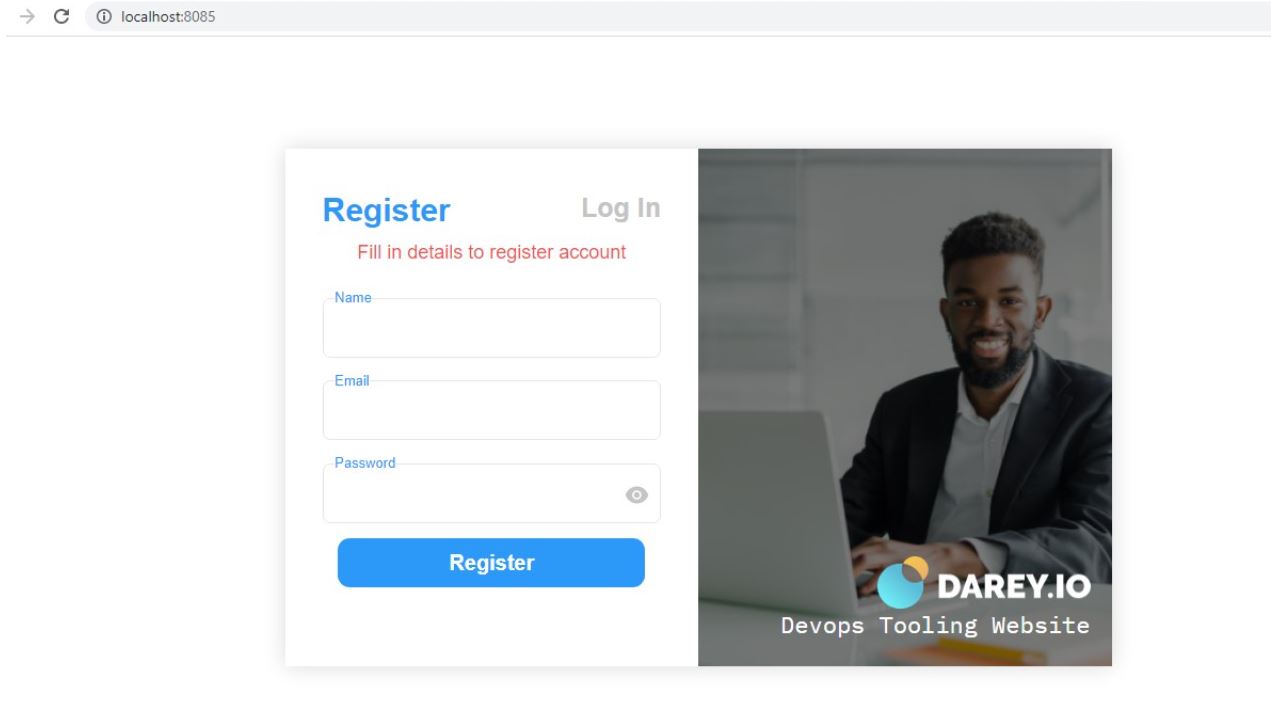 localhost:8085
Register
Log In
Fill in details to register account
Name
Email
Password
Register
DAREY.IO
Devops Tooling Website